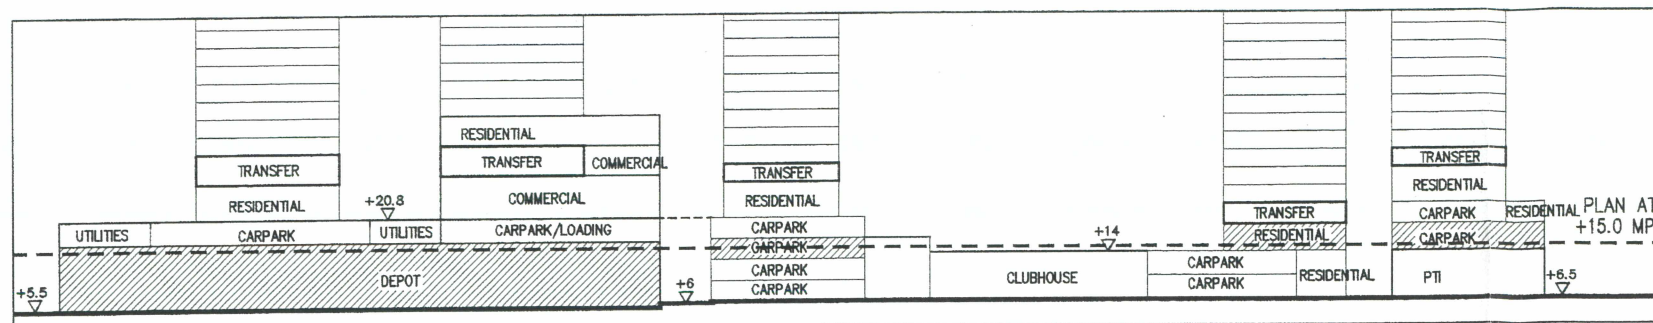 RESIDENTIAL
TRANSFER
COMMERCIAL
TRANSFER
TRANSFER
TRANSFER
COMMERCIAL
RESIDENTIAL
RESIDENTIAL
RESIDENTIAL
+20.8
TRANSFER
CARPARK
RESIDENTIAL
PLAN AT
UTILITIES
CARPARK
UTILITIES
CARPARK/LOADING
CARPARK
RESIDENTIAL
CARPARK
+15.0 MP
CARPARK
+14
DEPOT
CARPARK
CLUBHOUSE
CARPARK
RESIDENTIAL
PTI
+5.5
+6
CARPARK
CARPARK
+6.5